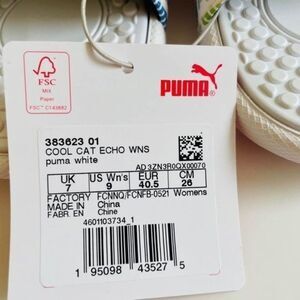 FSC
MIX
Paper
FSC™ C143882
PUMA
383623 01
COOL CAT ECHO WNS
puma white
AD 3ZN3R0QX00070
UK US Wn's EUR CM
7 9 40.5 26
FACTORY FCNNQ/FCNFB-0521 Womens
MADE IN China
FABR. EN Chine
4601103734_1
1 95098 43527 5